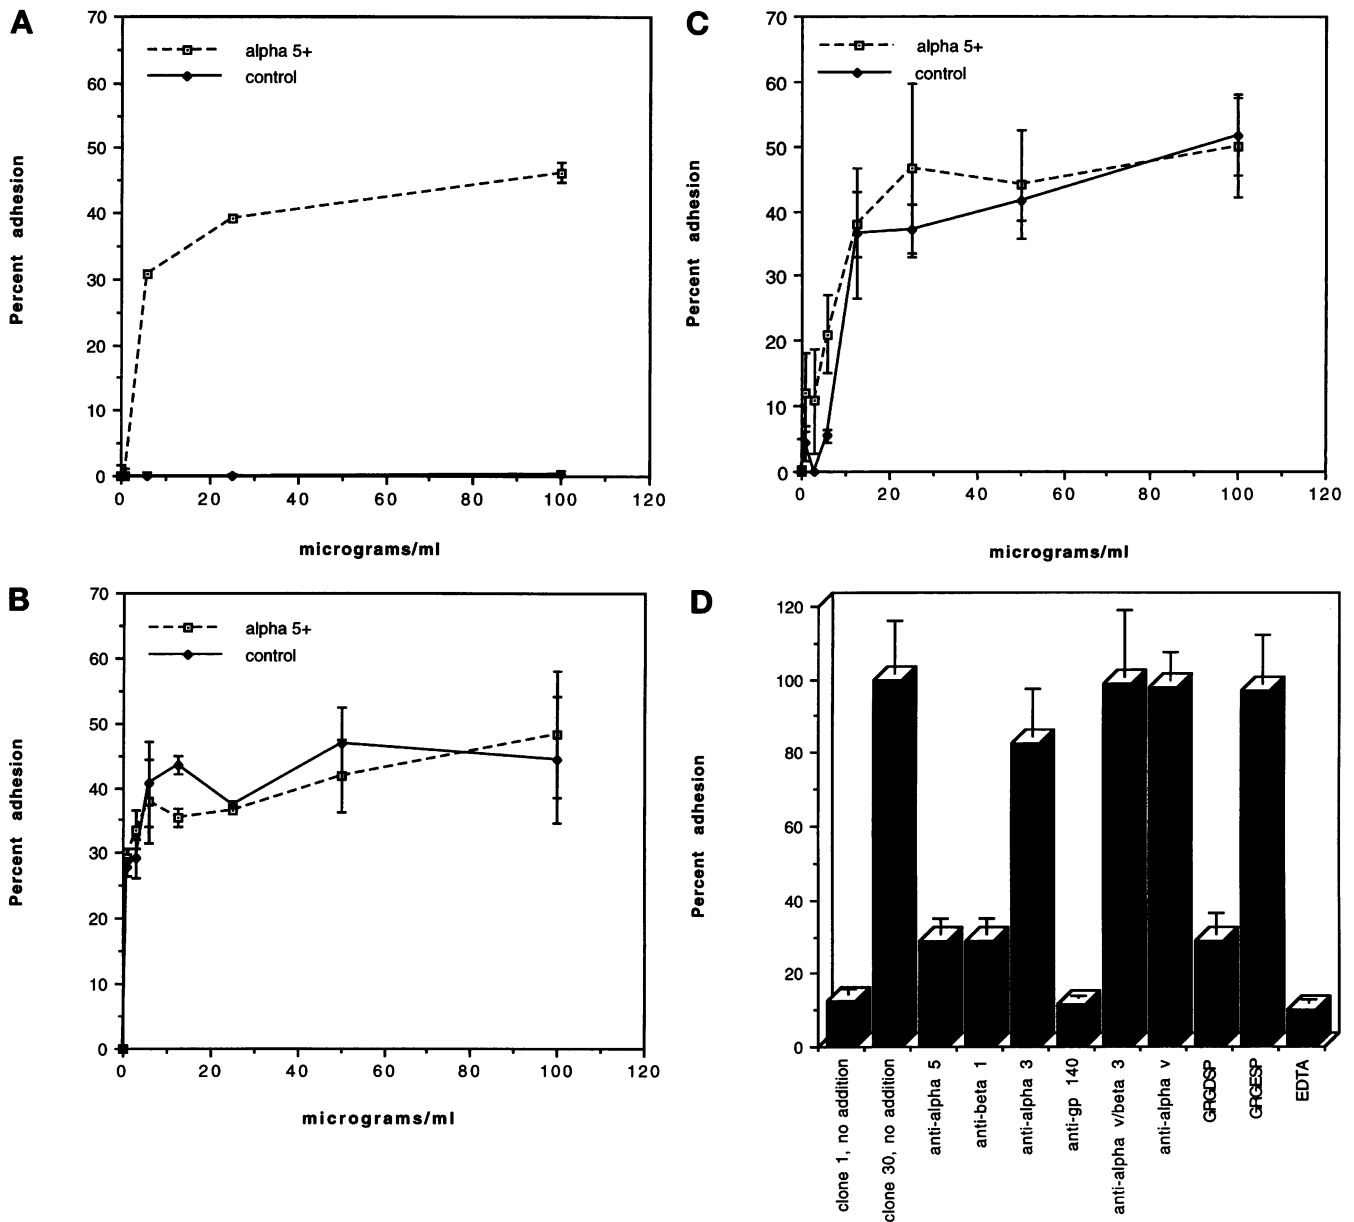 A
70
60
50
40
30
20
10
0
Percent adhesion
alpha 5+
control
0 20 40 60 80 100 120
micrograms/ml
C
70
60
50
40
30
20
10
0
Percent adhesion
alpha 5+
control
0 20 40 60 80 100 120
micrograms/ml
B
70
60
50
40
30
20
10
0
Percent adhesion
alpha 5+
control
0 20 40 60 80 100 120
micrograms/ml
D
120
100
80
60
40
20
0
Percent adhesion
clone 1, no addition
clone 30, no addition
anti-alpha 5
anti-beta 1
anti-alpha 3
anti-gp 140
anti-alpha v/beta 3
anti-alpha v
GRGDSP
GRGESP
EDTA